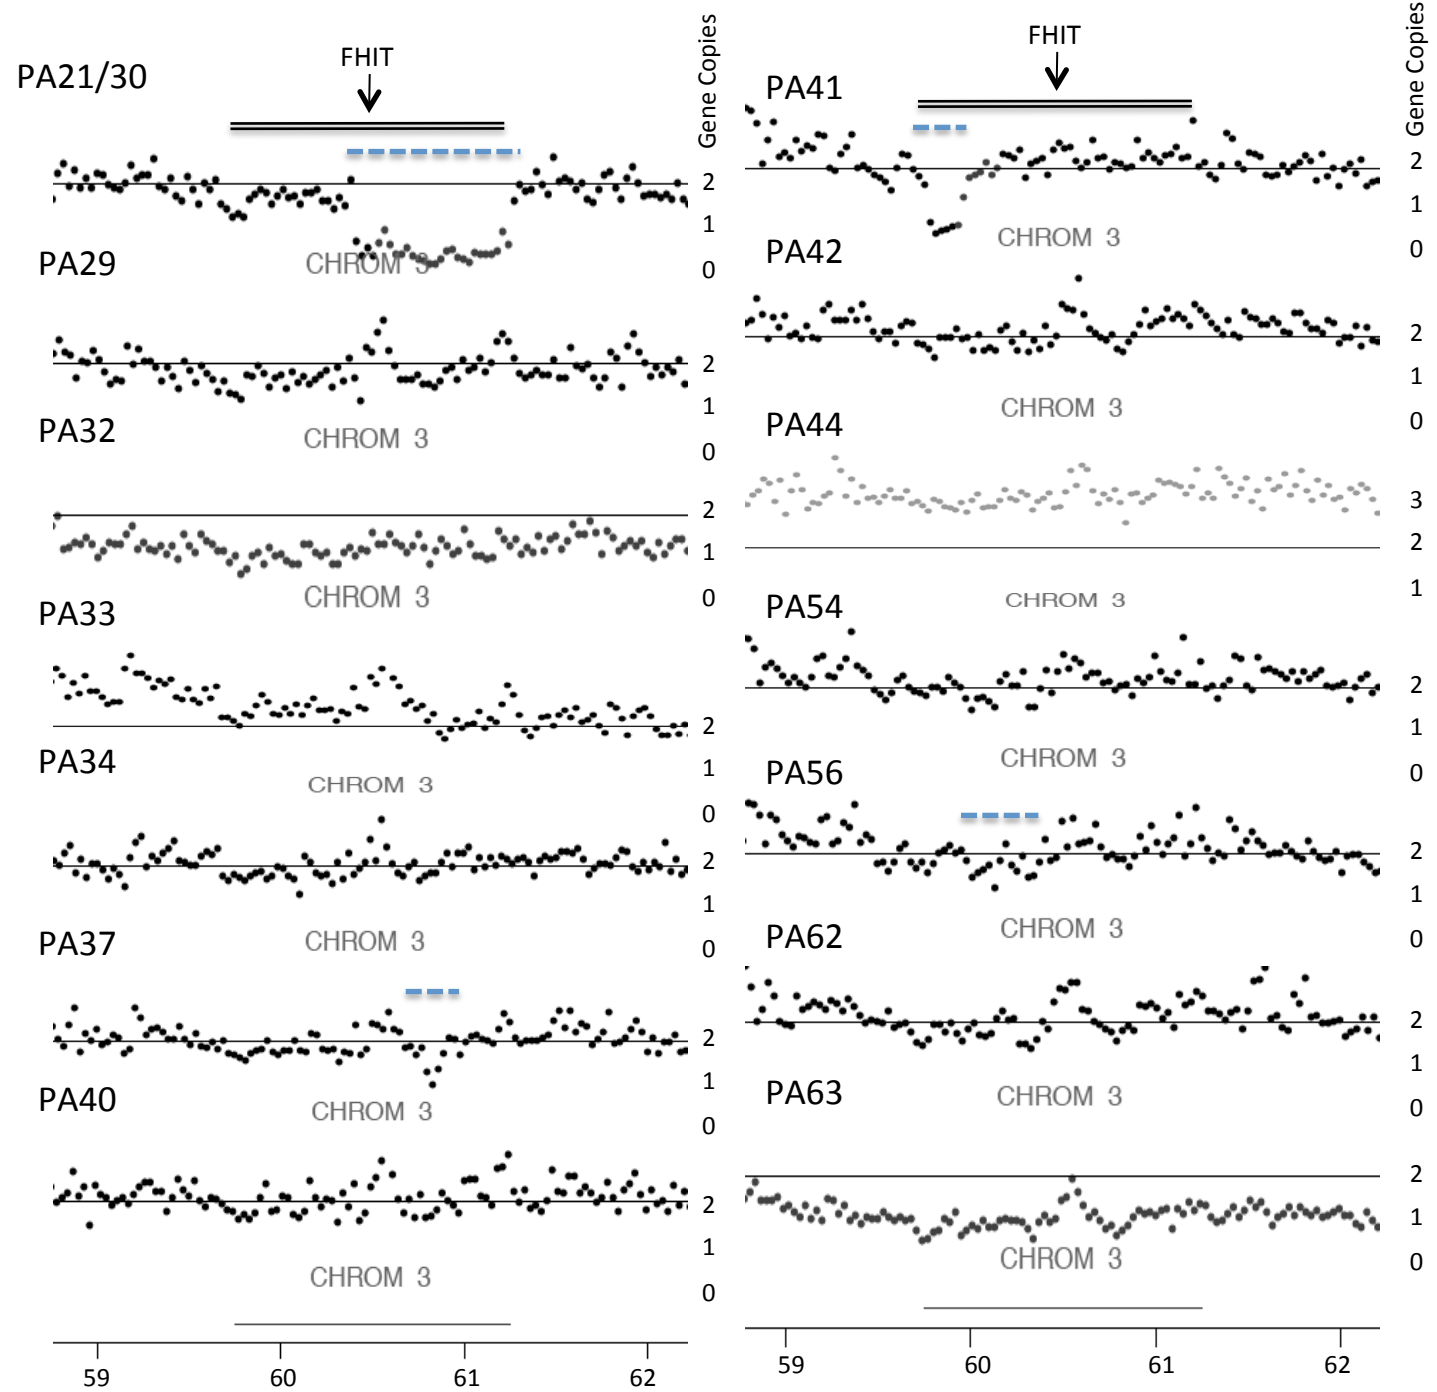 PA21/30
FHIT
Gene Copies
2
1
0
CHROM 3
PA29
2
1
0
CHROM 3
PA32
2
1
0
CHROM 3
PA33
2
1
0
CHROM 3
PA34
2
1
0
CHROM 3
PA37
2
1
0
CHROM 3
PA40
2
1
0
CHROM 3
59 60 61 62
PA41
FHIT
Gene Copies
2
1
0
CHROM 3
PA42
2
1
0
CHROM 3
PA44
3
2
1
CHROM 3
PA54
2
1
0
CHROM 3
PA56
2
1
0
CHROM 3
PA62
2
1
0
CHROM 3
PA63
2
1
0
CHROM 3
59 60 61 62